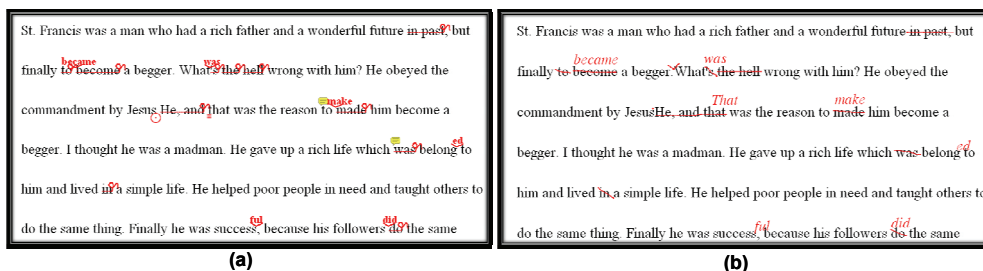 St. Francis was a man who had a rich father and a wonderful future in past, but
became was
finally to become a begger. What's the hell wrong with him? He obeyed the
make
commandment by Jesus He, and that was the reason to made him become a
ed
begger. I thought he was a madman. He gave up a rich life which was belong to
him and lived in a simple life. He helped poor people in need and taught others to
ful did
do the same thing. Finally he was success, because his followers do the same
(a)
St. Francis was a man who had a rich father and a wonderful future in past, but
became was
finally to become a begger. What's the hell wrong with him? He obeyed the
That make
commandment by Jesus He, and that was the reason to made him become a
ed
begger. I thought he was a madman. He gave up a rich life which was belong to
him and lived in a simple life. He helped poor people in need and taught others to
ful did
do the same thing. Finally he was success, because his followers do the same
(b)